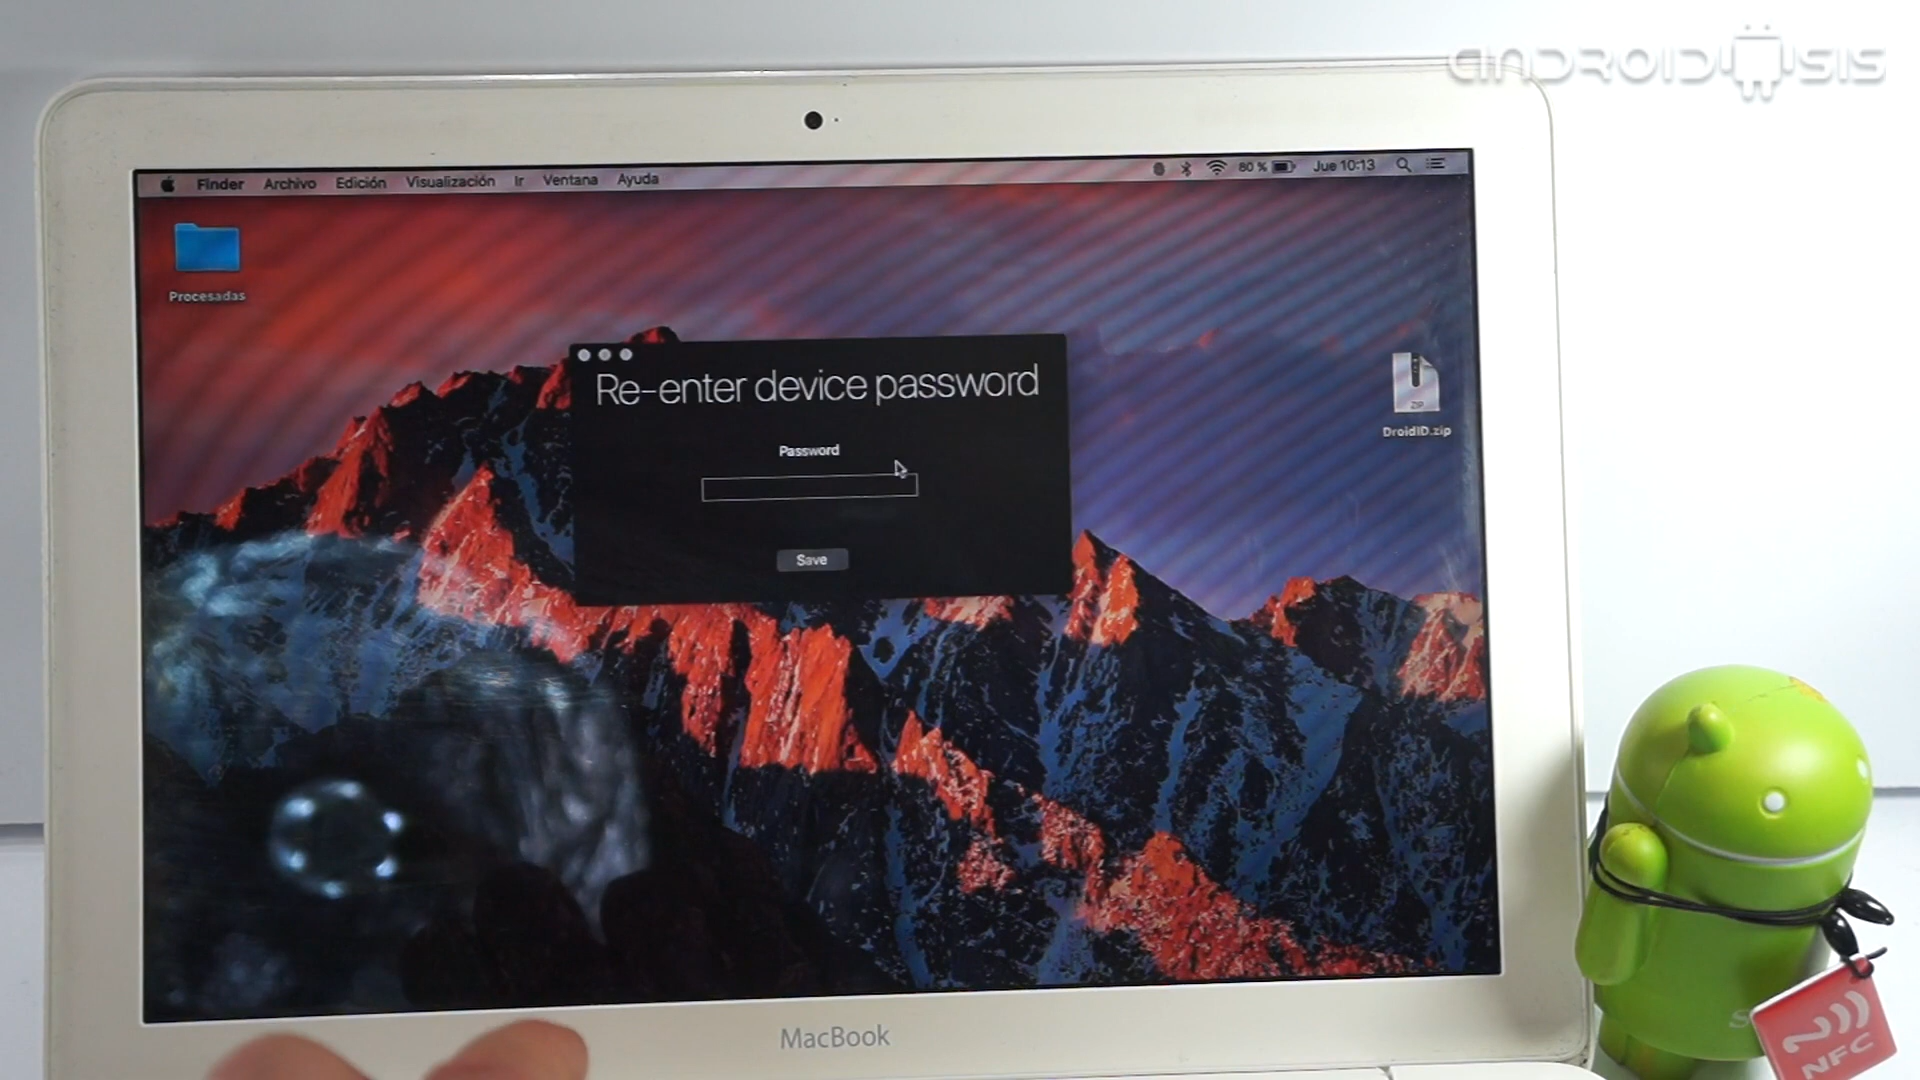 ANDROIDSIS
Finder Archivo Edición Visualización Ir Ventana Ayuda 80 % Jue 10:13
Procesadas
Re-enter device password
ZIP
DroidID.zip
Password
Save
MacBook
NFC